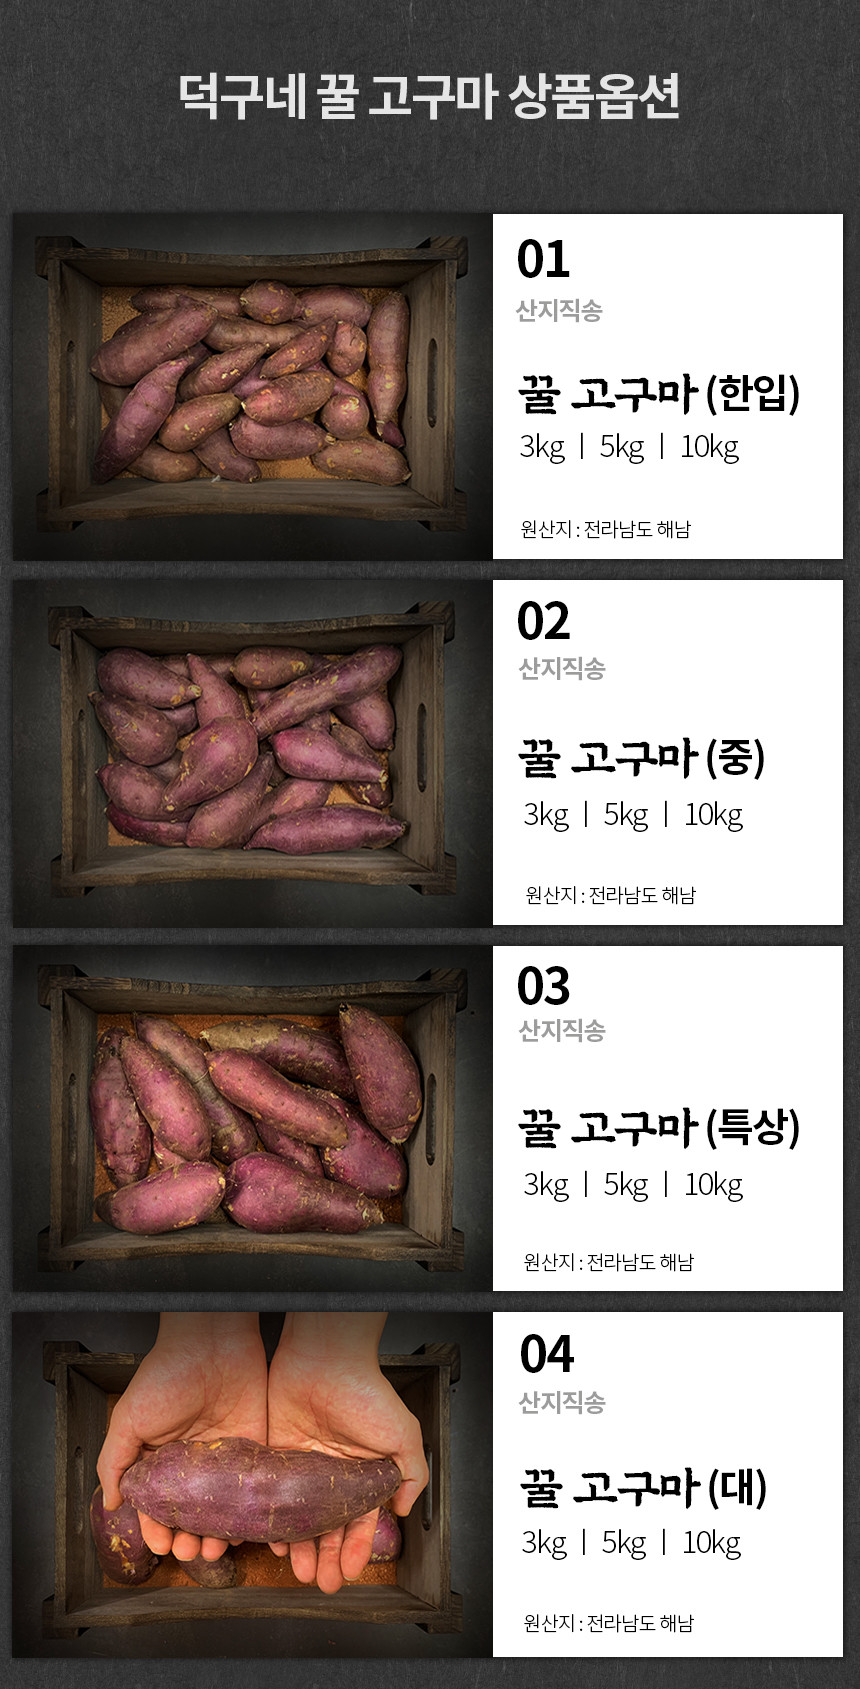 덕구네 꿀 고구마 상품옵션
01
산지직송
꿀 고구마 (한입)
3kg | 5kg | 10kg
원산지 : 전라남도 해남
02
산지직송
꿀 고구마 (중)
3kg | 5kg | 10kg
원산지 : 전라남도 해남
03
산지직송
꿀 고구마 (특상)
3kg | 5kg | 10kg
원산지 : 전라남도 해남
04
산지직송
꿀 고구마 (대)
3kg | 5kg | 10kg
원산지 : 전라남도 해남